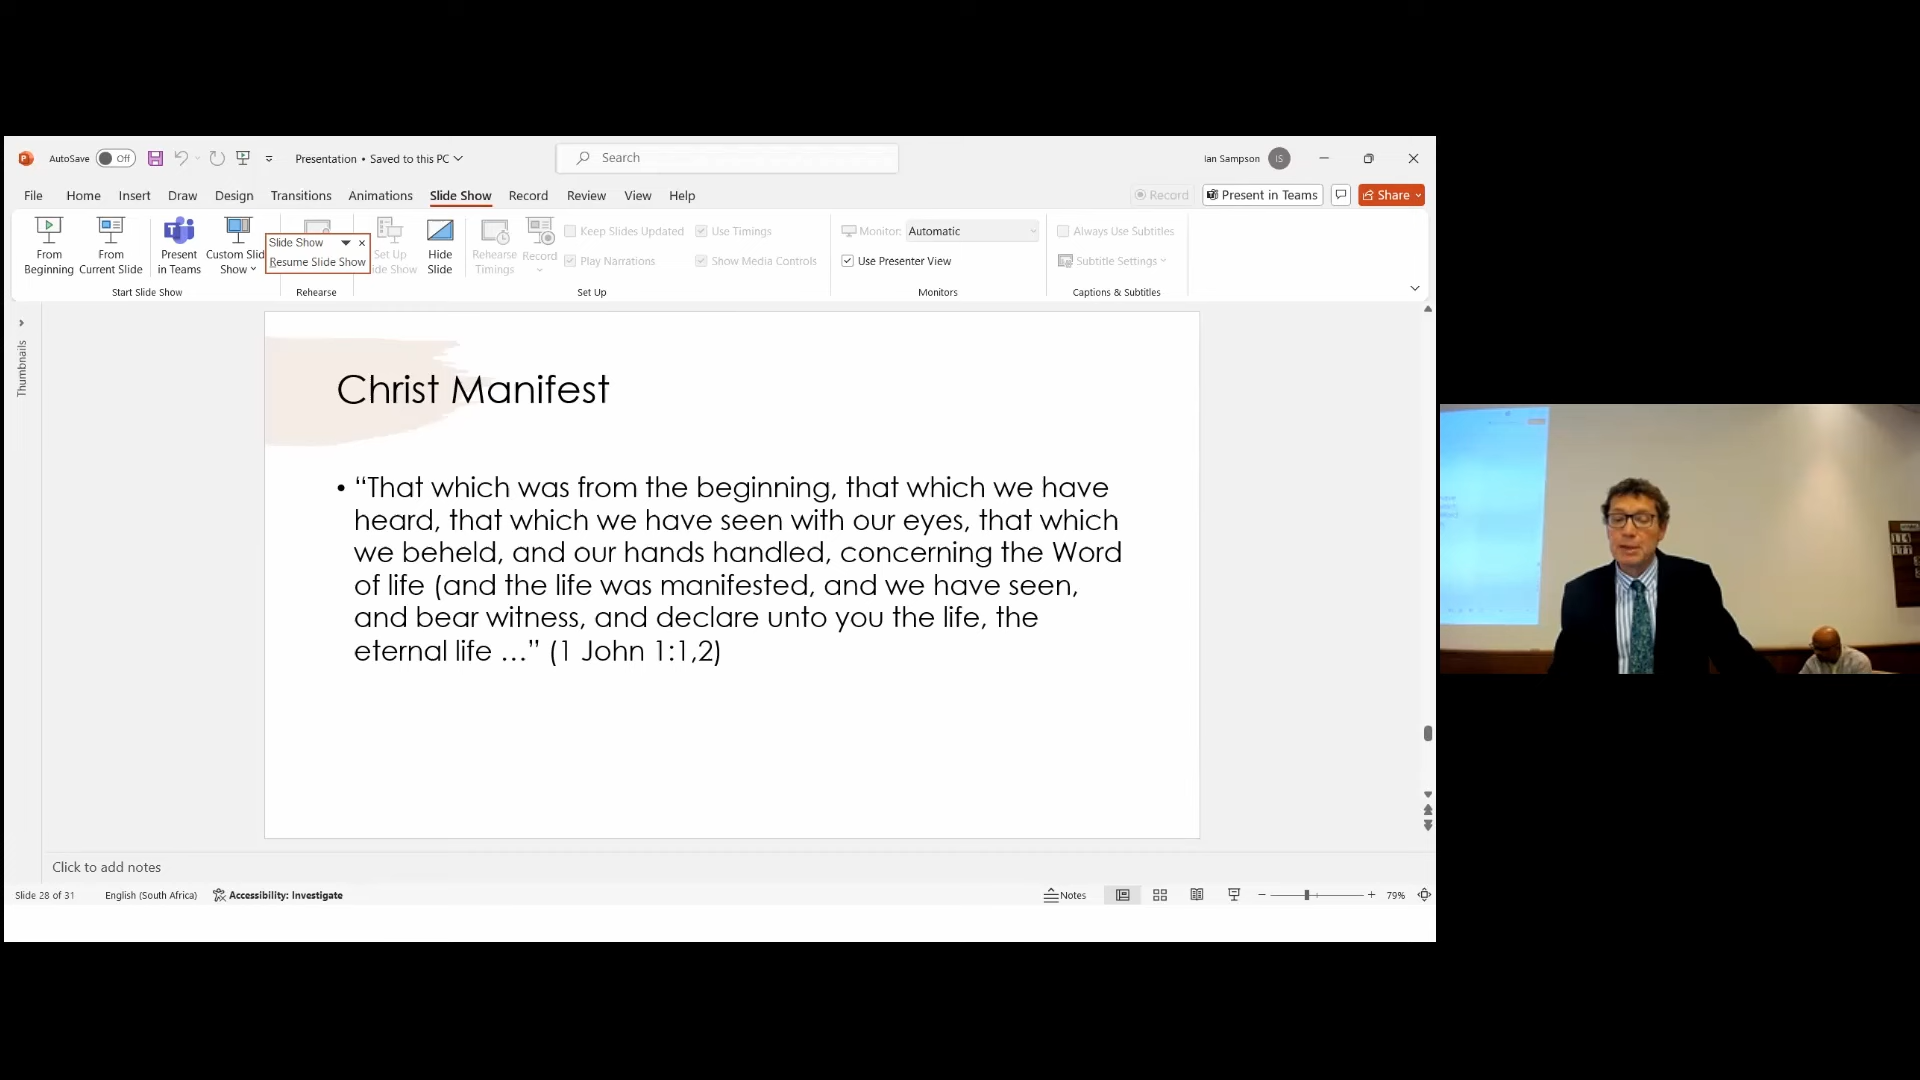 AutoSave Off Presentation • Saved to this PC Search Ian Sampson IS
File Home Insert Draw Design Transitions Animations Slide Show Record Review View Help Record Present in Teams Share
From Beginning
From Current Slide
Present in Teams
Custom Slid Show
Start Slide Show
Slide Show
Resume Slide Show
Rehearse
Set Up ide Show
Hide Slide
Rehearse Timings
Record
Keep Slides Updated
Play Narrations
Use Timings
Show Media Controls
Set Up
Monitor: Automatic
Use Presenter View
Monitors
Always Use Subtitles
Subtitle Settings
Captions & Subtitles
Thumbnails
Christ Manifest
• “That which was from the beginning, that which we have
heard, that which we have seen with our eyes, that which
we beheld, and our hands handled, concerning the Word
of life (and the life was manifested, and we have seen,
and bear witness, and declare unto you the life, the
eternal life …” (1 John 1:1,2)
Click to add notes
Slide 28 of 31 English (South Africa) Accessibility: Investigate Notes 79%